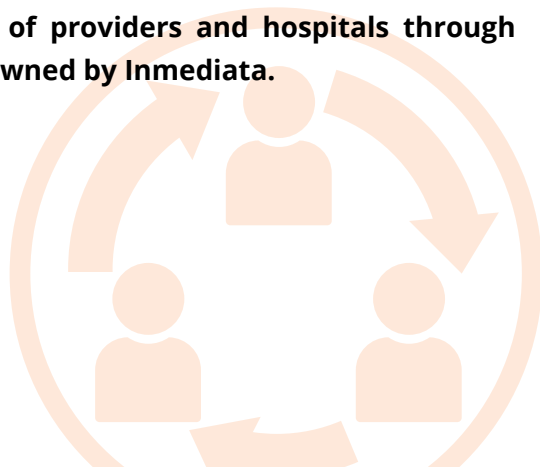 of providers and hospitals through
wned by Inmediata.